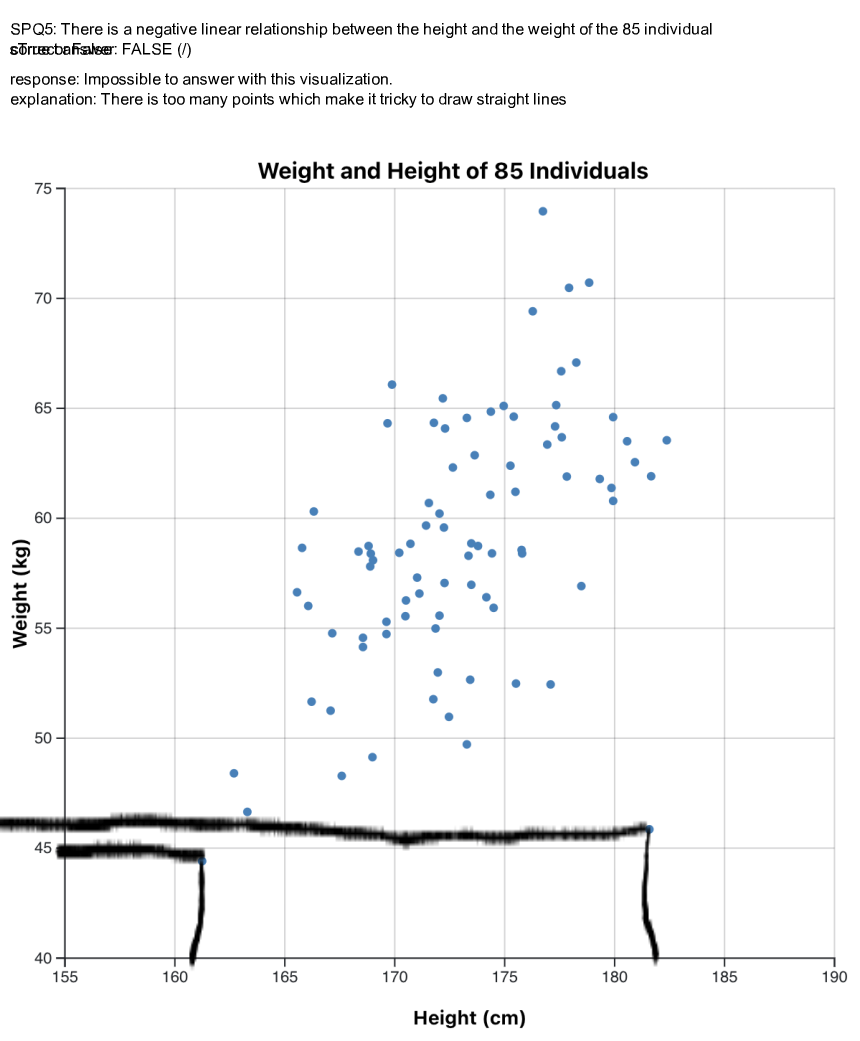 SPQ5: There is a negative linear relationship between the height and the weight of the 85 individual
FALSE (/)
response: Impossible to answer with this visualization.
explanation: There is too many points which make it tricky to draw straight lines
Weight and Height of 85 Individuals
75
70
65
60
55
50
45
40
Weight (kg)
155 160 165 170 175 180 185 190
Height (cm)